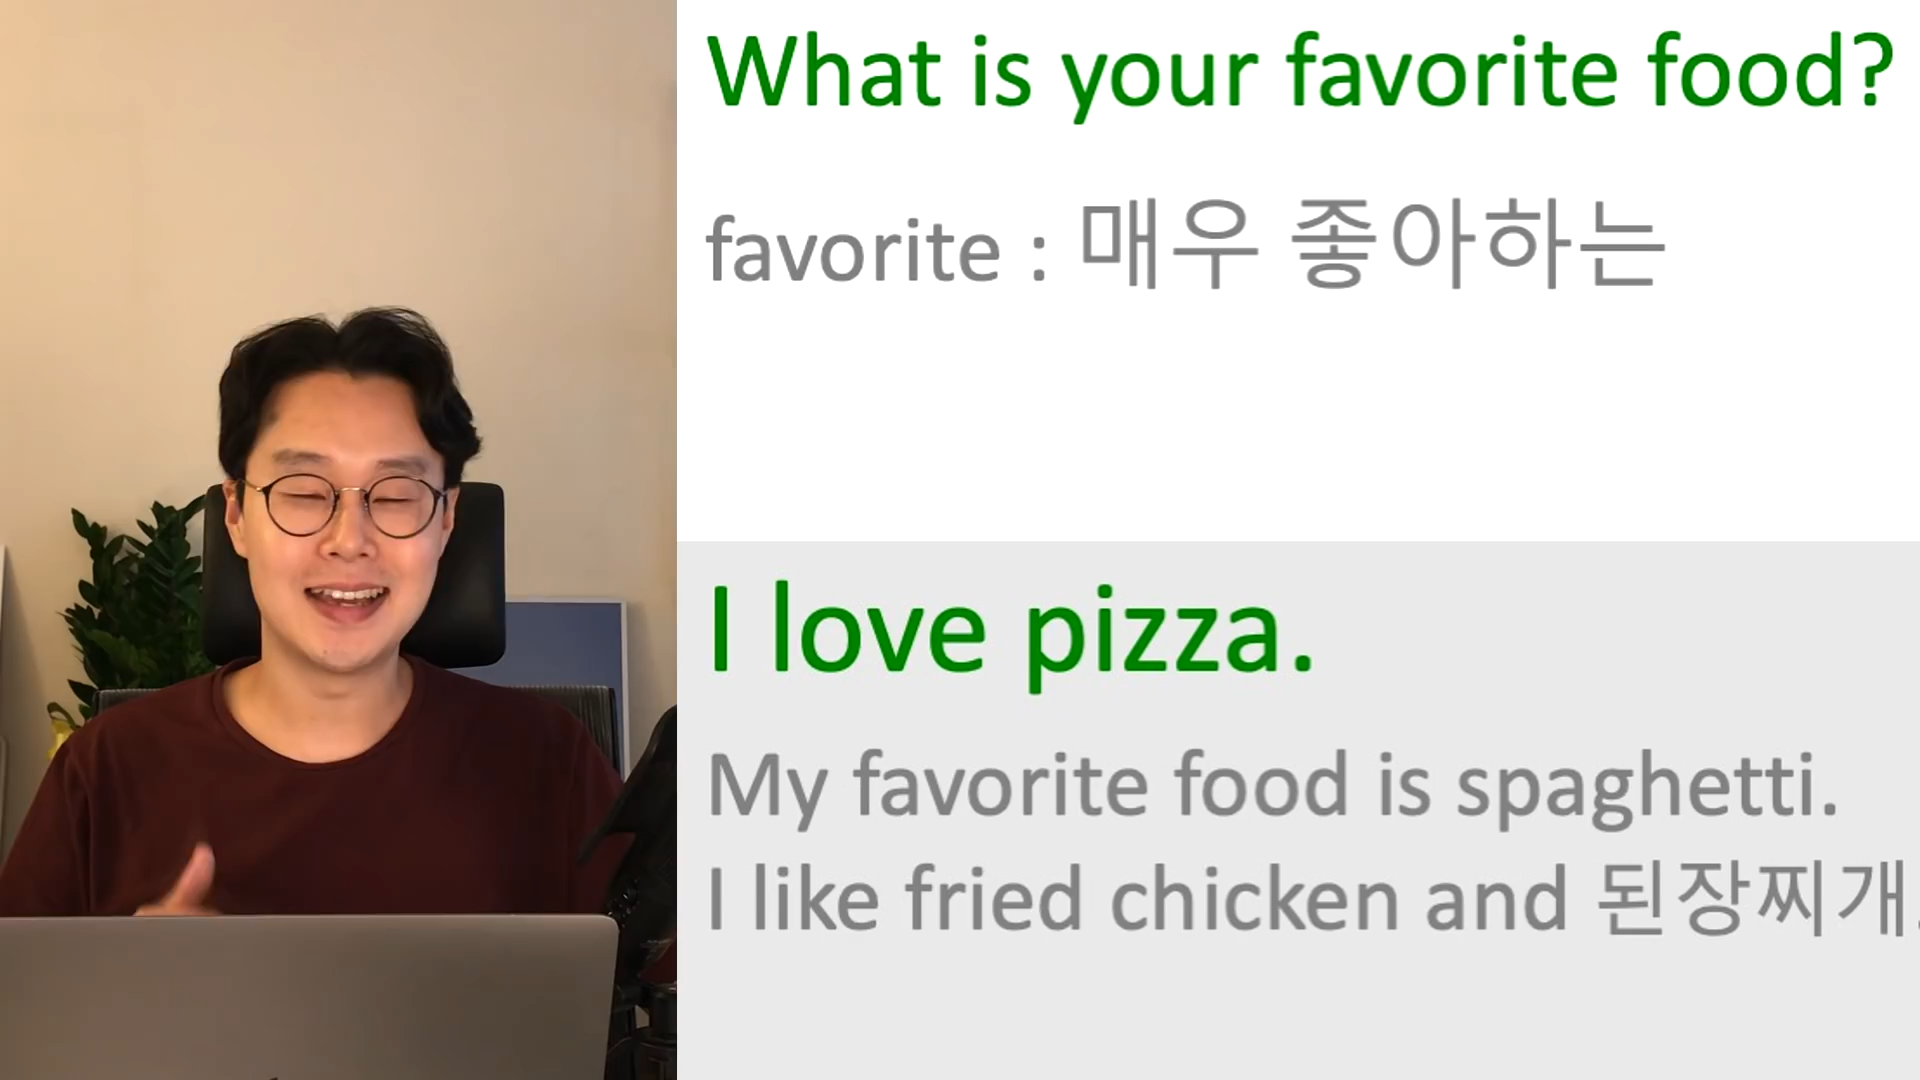 What is your favorite food?
favorite : 매우 좋아하는
I love pizza.
My favorite food is spaghetti.
I like fried chicken and 된장찌개.